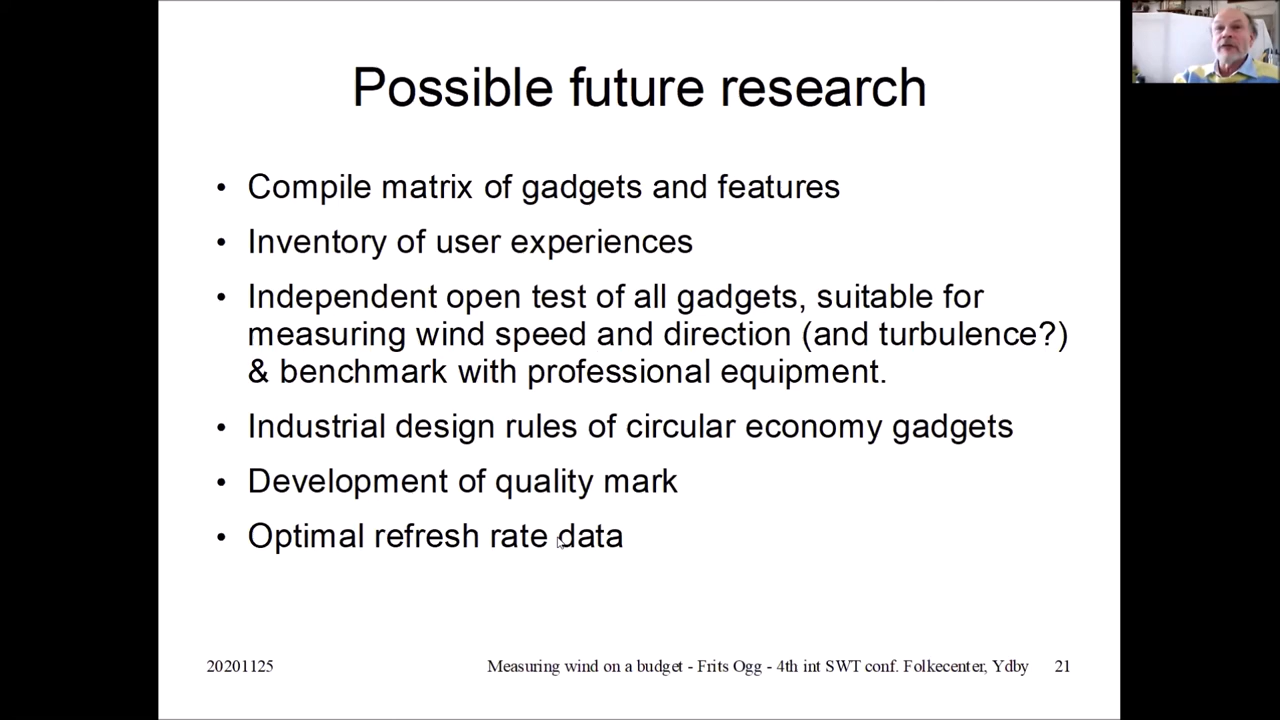 Possible future research
• Compile matrix of gadgets and features
• Inventory of user experiences
• Independent open test of all gadgets, suitable for
measuring wind speed and direction (and turbulence?)
& benchmark with professional equipment.
• Industrial design rules of circular economy gadgets
• Development of quality mark
• Optimal refresh rate data
20201125 Measuring wind on a budget - Frits Ogg - 4th int SWT conf. Folkecenter, Ydby 21